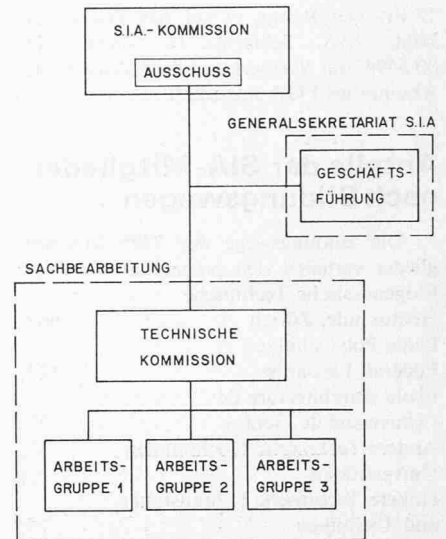 S.I.A.-KOMMISSION
AUSSCHUSS
GENERALSEKRETARIAT S.I.A
GESCHÄFTS-
FÜHRUNG
SACHBEARBEITUNG
TECHNISCHE
KOMMISSION
ARBEITS-
GRUPPE 1
ARBEITS-
GRUPPE 2
ARBEITS-
GRUPPE 3